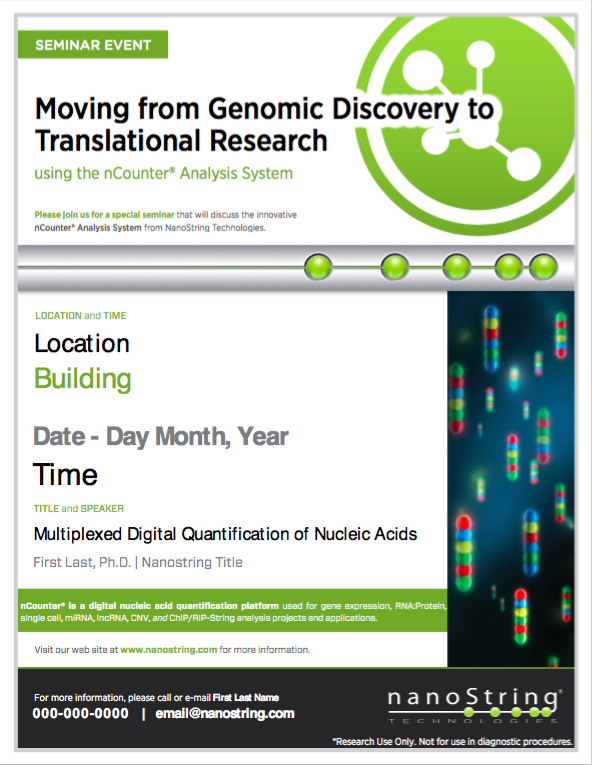 SEMINAR EVENT
Moving from Genomic Discovery to
Translational Research
using the nCounter® Analysis System
Please join us for a special seminar that will discuss the innovative
nCounter® Analysis System from NanoString Technologies.
LOCATION and TIME
Location
Building
Date - Day Month, Year
Time
TITLE and SPEAKER
Multiplexed Digital Quantification of Nucleic Acids
First Last, Ph.D. | Nanostring Title
nCounter® is a digital nucleic acid quantification platform used for gene expression, RNA:Protein,
single cell, miRNA, lncRNA, CNV, and ChIP/RIP-String analysis projects and applications.
Visit our web site at www.nanostring.com for more information.
For more information, please call or e-mail First Last Name
000-000-0000 | email@nanostring.com
nanoString®
TECHNOLOGIES
*Research Use Only. Not for use in diagnostic procedures.